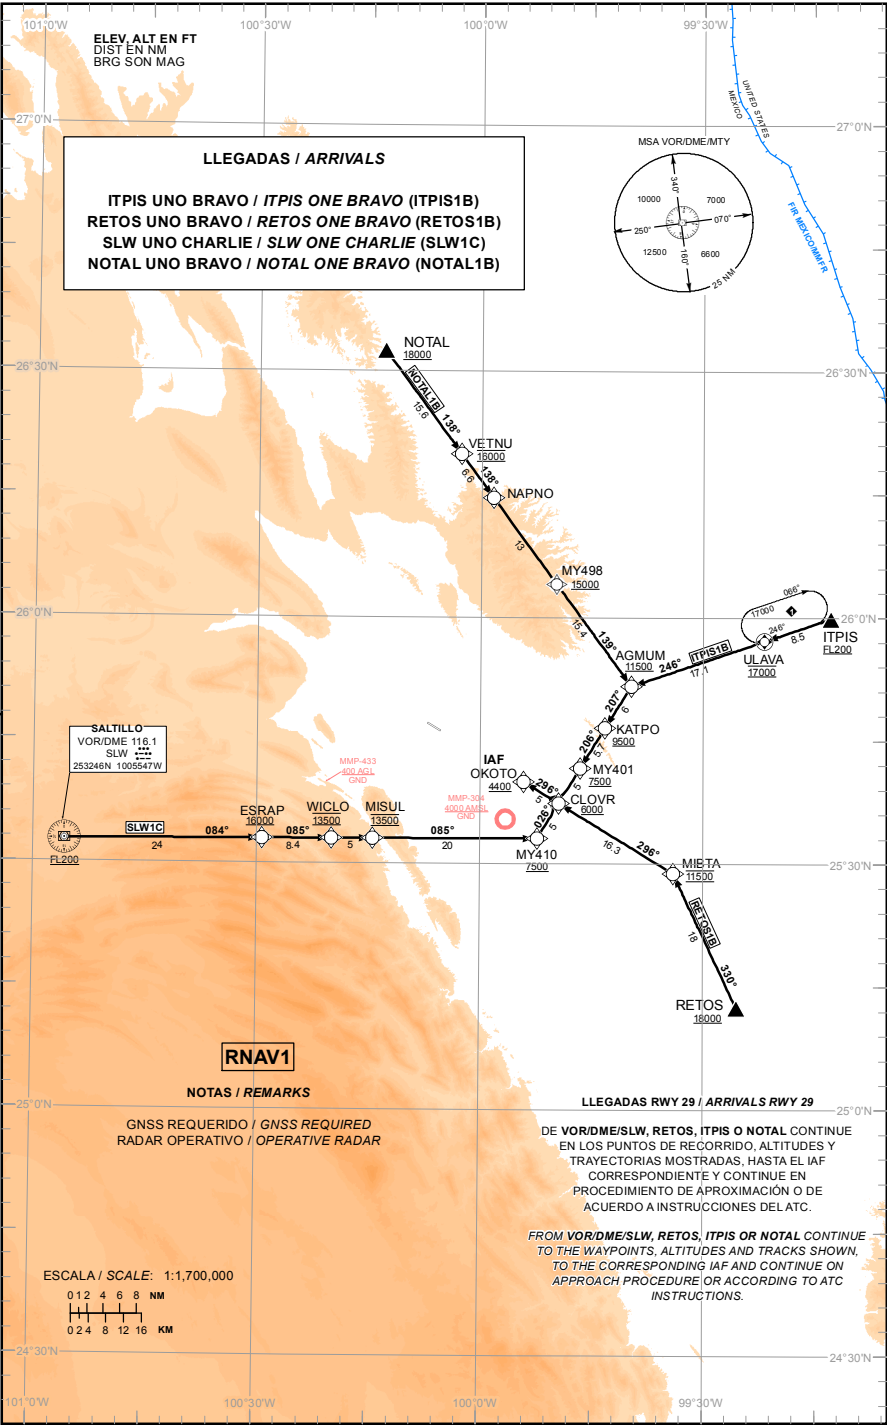 101°0'W
100°30'W
100°0'W
99°30'W
ELEV, ALT EN FT
DIST EN NM
BRG SON MAG
27°0'N
27°0'N
UNITED STATES
MEXICO
FIR MEXICO/MMFR
LLEGADAS / ARRIVALS
ITPIS UNO BRAVO / ITPIS ONE BRAVO (ITPIS1B)
RETOS UNO BRAVO / RETOS ONE BRAVO (RETOS1B)
SLW UNO CHARLIE / SLW ONE CHARLIE (SLW1C)
NOTAL UNO BRAVO / NOTAL ONE BRAVO (NOTAL1B)
MSA VOR/DME/MTY
340°
10000
7000
250°
070°
12500
6600
160°
25 NM
26°30'N
26°30'N
NOTAL
18000
NOTAL1B
15.6
138°
VETNU
16000
138°
6.6
NAPNO
13
MY498
15000
15.4
139°
26°0'N
26°0'N
17000
066°
246°
8.5
ITPIS
FL200
ULAVA
17000
ITPIS1B
246°
17.1
AGMUM
11500
207°
6
KATPO
9500
206°
5.7
MY401
7500
5
SALTILLO
VOR/DME 116.1
SLW
253246N 1005547W
MMP-433
400 AGL
GND
IAF
OKOTO
4400
296°
5
CLOVR
6000
MMP-304
4000 AMSL
GND
026°
5
FL200
SLW1C
084°
24
ESRAP
16000
085°
8.4
WICLO
13500
5
MISUL
13500
085°
20
MY410
7500
16.3
296°
25°30'N
25°30'N
MIBTA
11500
RETOS1B
18
330°
RETOS
18000
RNAV1
NOTAS / REMARKS
GNSS REQUERIDO / GNSS REQUIRED
RADAR OPERATIVO / OPERATIVE RADAR
25°0'N
25°0'N
LLEGADAS RWY 29 / ARRIVALS RWY 29
DE VOR/DME/SLW, RETOS, ITPIS O NOTAL CONTINUE
EN LOS PUNTOS DE RECORRIDO, ALTITUDES Y
TRAYECTORIAS MOSTRADAS, HASTA EL IAF
CORRESPONDIENTE Y CONTINUE EN
PROCEDIMIENTO DE APROXIMACIÓN O DE
ACUERDO A INSTRUCCIONES DEL ATC.
FROM VOR/DME/SLW, RETOS, ITPIS OR NOTAL CONTINUE
TO THE WAYPOINTS, ALTITUDES AND TRACKS SHOWN,
TO THE CORRESPONDING IAF AND CONTINUE ON
APPROACH PROCEDURE OR ACCORDING TO ATC
INSTRUCTIONS.
ESCALA / SCALE: 1:1,700,000
0 1 2 4 6 8 NM
0 2 4 8 12 16 KM
24°30'N
24°30'N
101°0'W
100°30'W
100°0'W
99°30'W